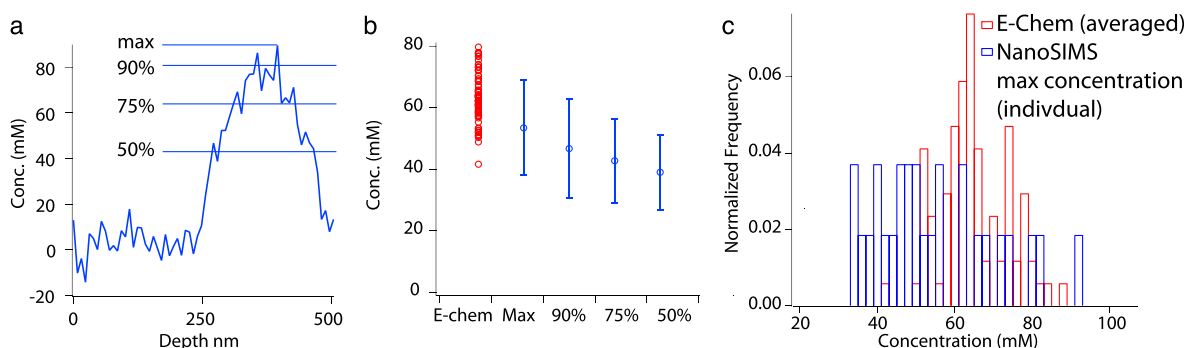 a
max
90%
75%
50%
80
60
40
20
0
-20
Conc. (mM)
0
250
500
Depth nm
b
80
60
40
20
0
Conc. (mM)
E-chem
Max
90%
75%
50%
c
E-Chem (averaged)
NanoSIMS
max concentration
(indivdual)
0.06
0.04
0.02
0.00
Normalized Frequency
20
40
60
80
100
Concentration (mM)